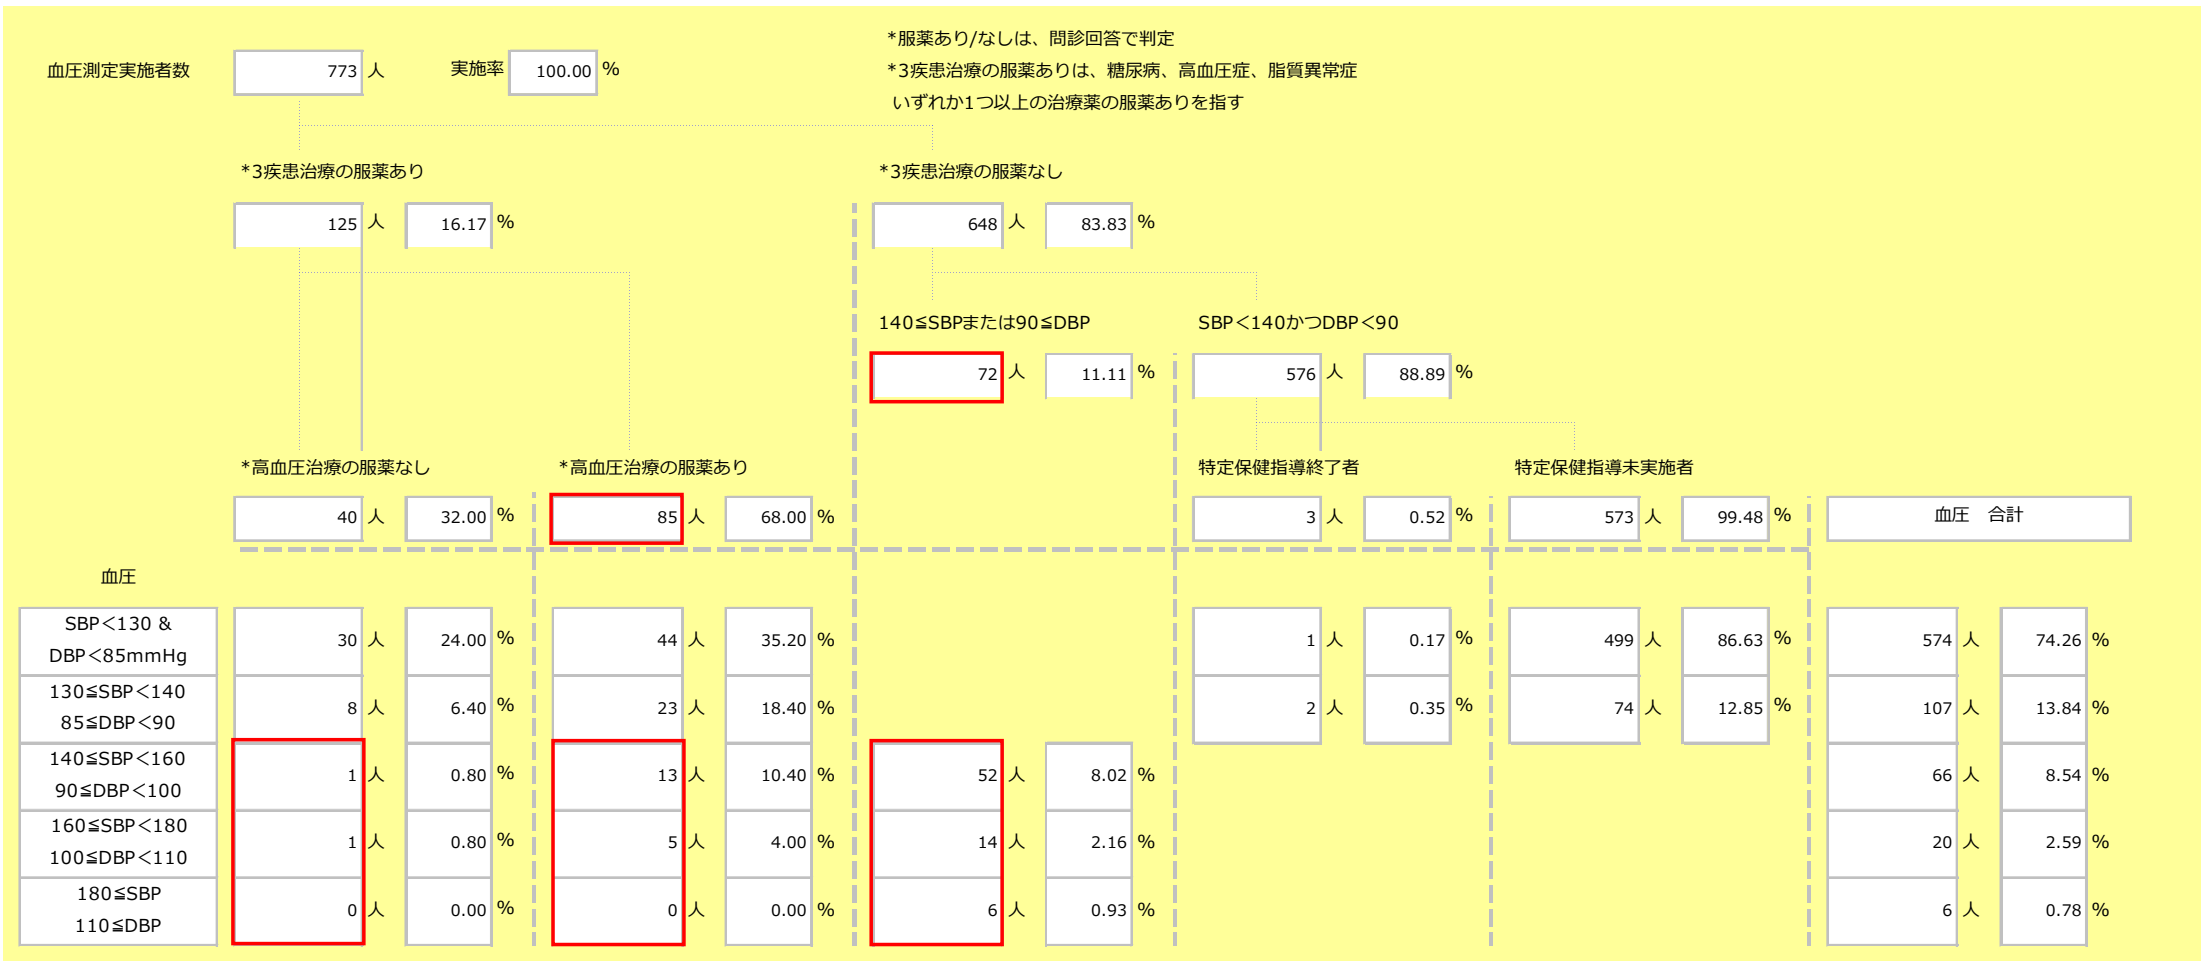 *服薬あり/なしは、問診回答で判定
血圧測定実施者数 773 人 実施率 100.00 %
*3疾患治療の服薬ありは、糖尿病、高血圧症、脂質異常症
いずれか1つ以上の治療薬の服薬ありを指す
*3疾患治療の服薬あり *3疾患治療の服薬なし
125 人 16.17 % 648 人 83.83 %
140≦SBPまたは90≦DBP SBP<140かつDBP<90
72 人 11.11 % 576 人 88.89 %
*高血圧治療の服薬なし *高血圧治療の服薬あり 特定保健指導終了者 特定保健指導未実施者
40 人 32.00 % 85 人 68.00 % 3 人 0.52 % 573 人 99.48 % 血圧 合計
血圧
SBP<130 &
DBP<85mmHg
30 人 24.00 % 44 人 35.20 % 1 人 0.17 % 499 人 86.63 % 574 人 74.26 %
130≦SBP<140
85≦DBP<90
8 人 6.40 % 23 人 18.40 % 2 人 0.35 % 74 人 12.85 % 107 人 13.84 %
140≦SBP<160
90≦DBP<100
1 人 0.80 % 13 人 10.40 % 52 人 8.02 % 66 人 8.54 %
160≦SBP<180
100≦DBP<110
1 人 0.80 % 5 人 4.00 % 14 人 2.16 % 20 人 2.59 %
180≦SBP
110≦DBP
0 人 0.00 % 0 人 0.00 % 6 人 0.93 % 6 人 0.78 %